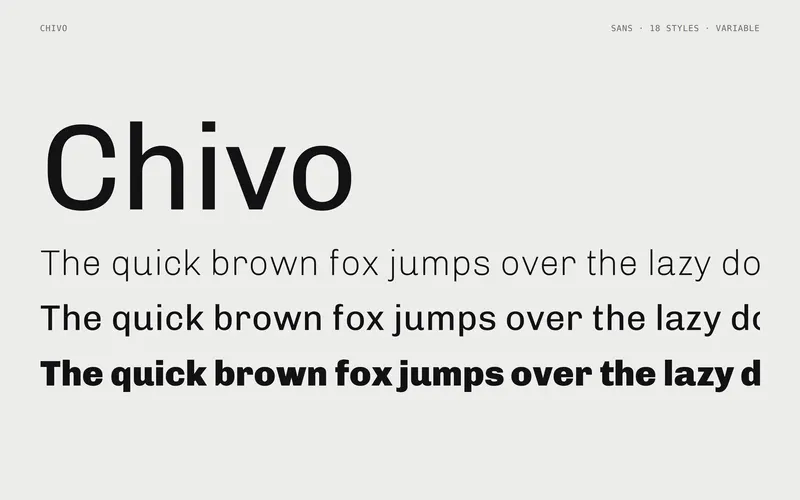 CHIVO
SANS · 18 STYLES · VARIABLE
Chivo
The quick brown fox jumps over the lazy do
The quick brown fox jumps over the lazy do
The quick brown fox jumps over the lazy d